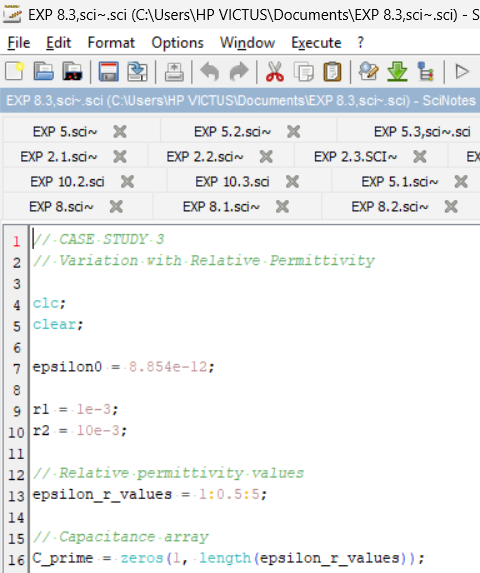 EXP 8.3,sci~.sci (C:\Users\HP VICTUS\Documents\EXP 8.3,sci~.sci) - S
File Edit Format Options Window Execute ?
EXP 8.3,sci~.sci (C:\Users\HP VICTUS\Documents\EXP 8.3,sci~.sci) - SciNotes
EXP 5.sci~ EXP 5.2.sci~ EXP 5.3,sci~.sci
EXP 2.1.sci~ EXP 2.2.sci~ EXP 2.3.SCI~ EX
EXP 10.2.sci EXP 10.3.sci EXP 5.1.sci~
EXP 8.sci~ EXP 8.1.sci~ EXP 8.2.sci~
1 // CASE STUDY 3
2 // Variation with Relative Permittivity
3
4 clc;
5 clear;
6
7 epsilon0 = 8.854e-12;
8
9 r1 = 1e-3;
10 r2 = 10e-3;
11
12 // Relative permittivity values
13 epsilon_r_values = 1:0.5:5;
14
15 // Capacitance array
16 C_prime = zeros(1, length(epsilon_r_values));